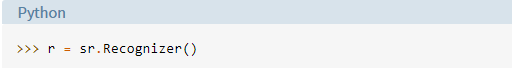 Python
>>> r = sr.Recognizer()